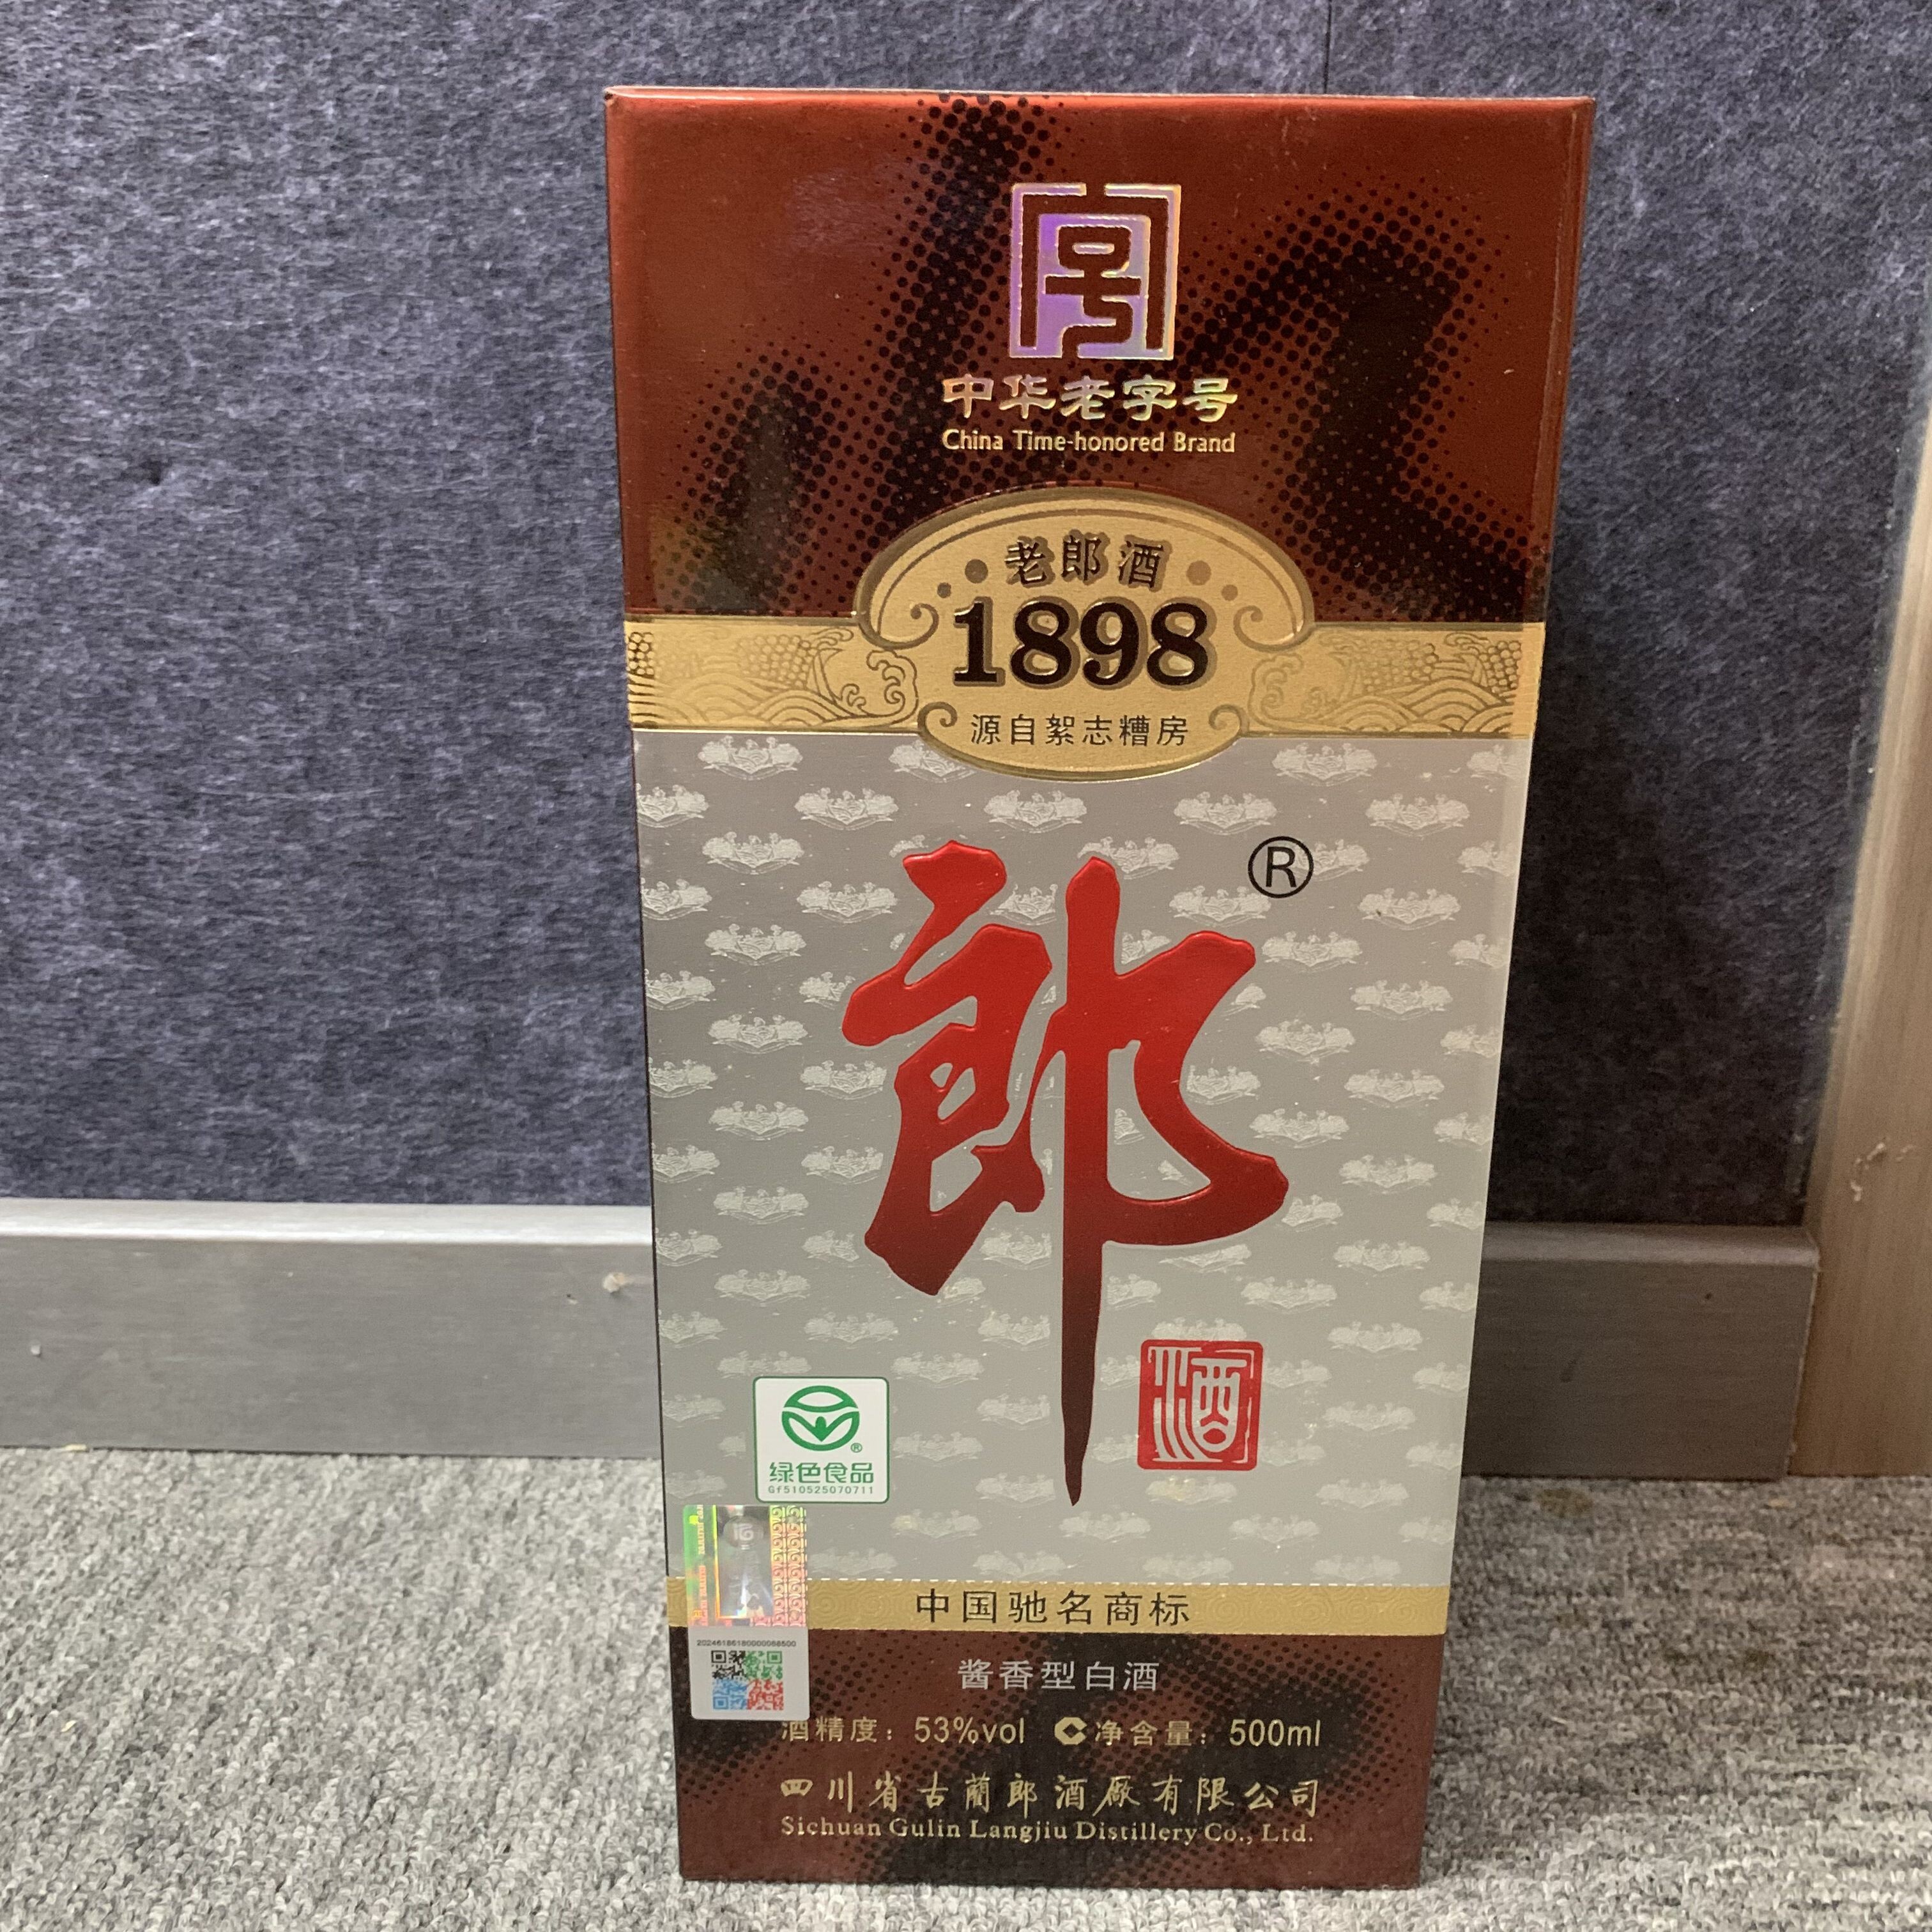 号
中华老字号
China Time-honored Brand
老郎酒
1898
源自絮志糟房
郎®
酒
绿色食品
Gf510525070711
中国驰名商标
酱香型白酒
酒精度：53%vol 净含量：500ml
四川省古蔺郎酒厰有限公司
Sichuan Gulin Langjiu Distillery Co., Ltd.